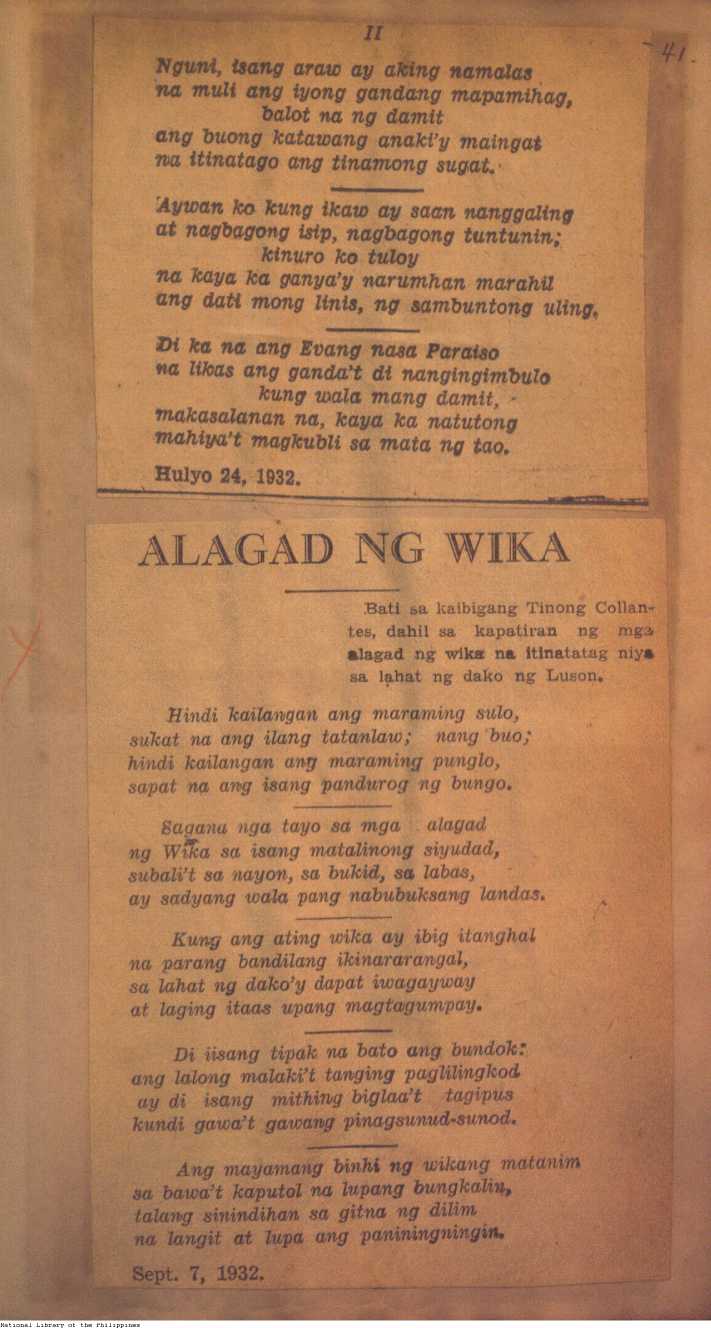 41.
II
Nguni, isang araw ay aking namalas
na muli ang iyong gandang mapamihag,
balot na ng damit
ang buong katawang anaki'y maingat
na itinatago ang tinamong sugat.
Aywan ko kung ikaw ay saan nanggaling
at nagbagong isip, nagbagong tuntunin;
kinuro ko tuloy
na kaya ka ganya'y narumhan marahil
ang dati mong linis, ng sambuntong uling.
Di ka na ang Evang nasa Paraiso
na likas ang ganda't di nangingimbulo
kung wala mang damit,
makasalanan na, kaya ka natutong
mahiya't magkubli sa mata ng tao.
Hulyo 24, 1932.
ALAGAD NG WIKA
Bati sa kaibigang Tinong Collan-
tes, dahil sa kapatiran ng mga
alagad ng wika na itinatatag niya
sa lahat ng dako ng Luson.
Hindi kailangan ang maraming sulo,
sukat na ang ilang tatanlaw; nang buo;
hindi kailangan ang maraming punglo,
sapat na ang isang pandurog ng bungo.
Sagana nga tayo sa mga alagad
ng Wika sa isang matalinong siyudad,
subali't sa nayon, sa bukid, sa labas,
ay sadyang wala pang nabubuksang landas.
Kung ang ating wika ay ibig itanghal
na parang bandilang ikinararangal,
sa lahat ng dako'y dapat iwagayway
at laging itaas upang magtagumpay.
Di iisang tipak na bato ang bundok:
ang lalong malaki't tanging paglilingkod
ay di isang mithing biglaa't tagipus
kundi gawa't gawang pinagsunud-sunod.
Ang mayamang binhi ng wikang matanim
sa bawa't kaputol na lupang bungkalin,
talang sinindihan sa gitna ng dilim
na langit at lupa ang paniningningin.
Sept. 7, 1932.
National Library of the Philippines